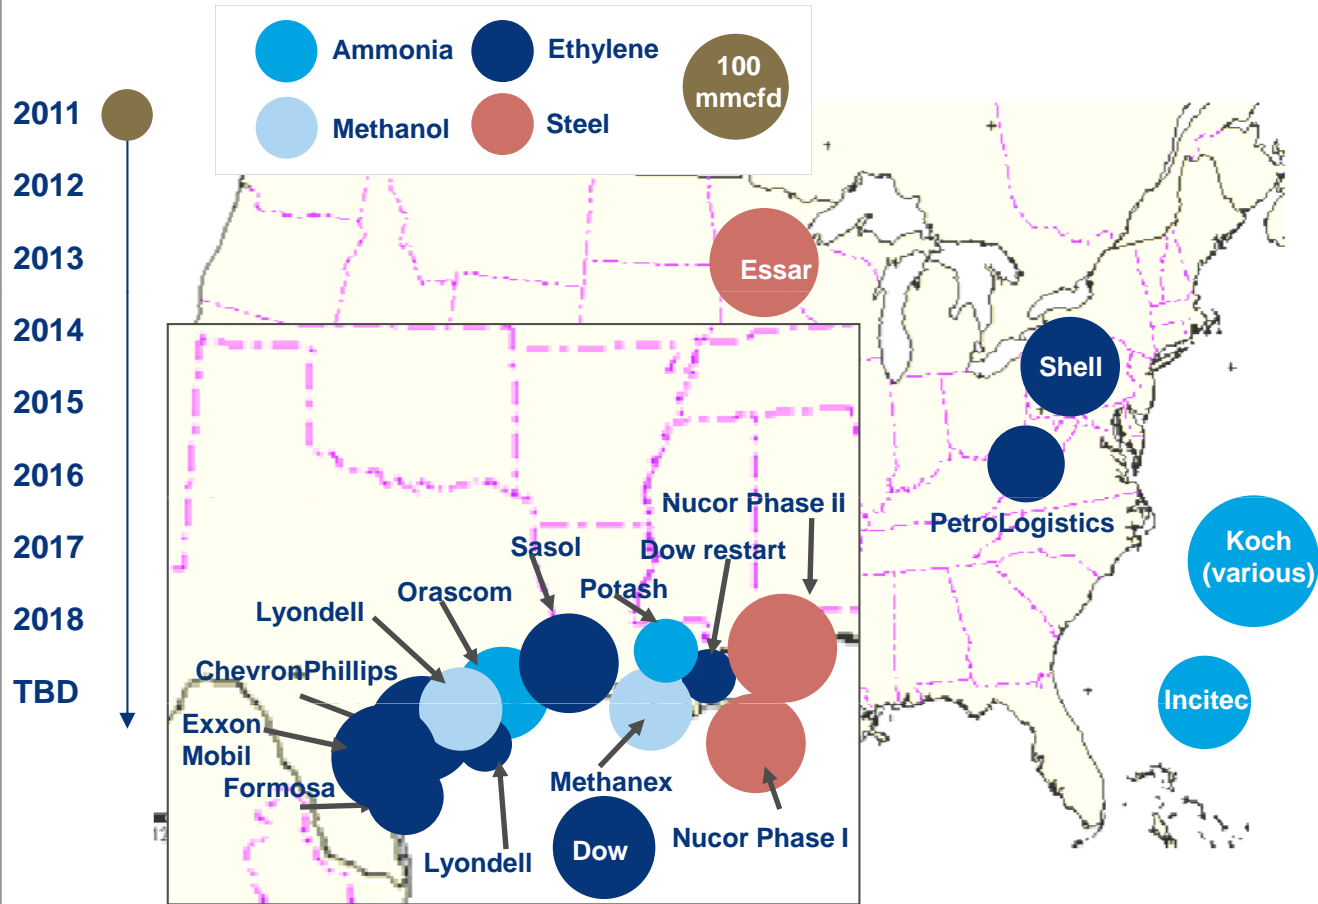 Ammonia
Ethylene
100
mmcfd
Methanol
Steel
2011
2012
2013
2014
2015
2016
2017
2018
TBD
Essar
Shell
PetroLogistics
Koch
(various)
Incitec
Nucor Phase II
Sasol
Dow restart
Potash
Orascom
Lyondell
ChevronPhillips
Exxon
Mobil
Formosa
Methanex
Lyondell
Dow
Nucor Phase I
12